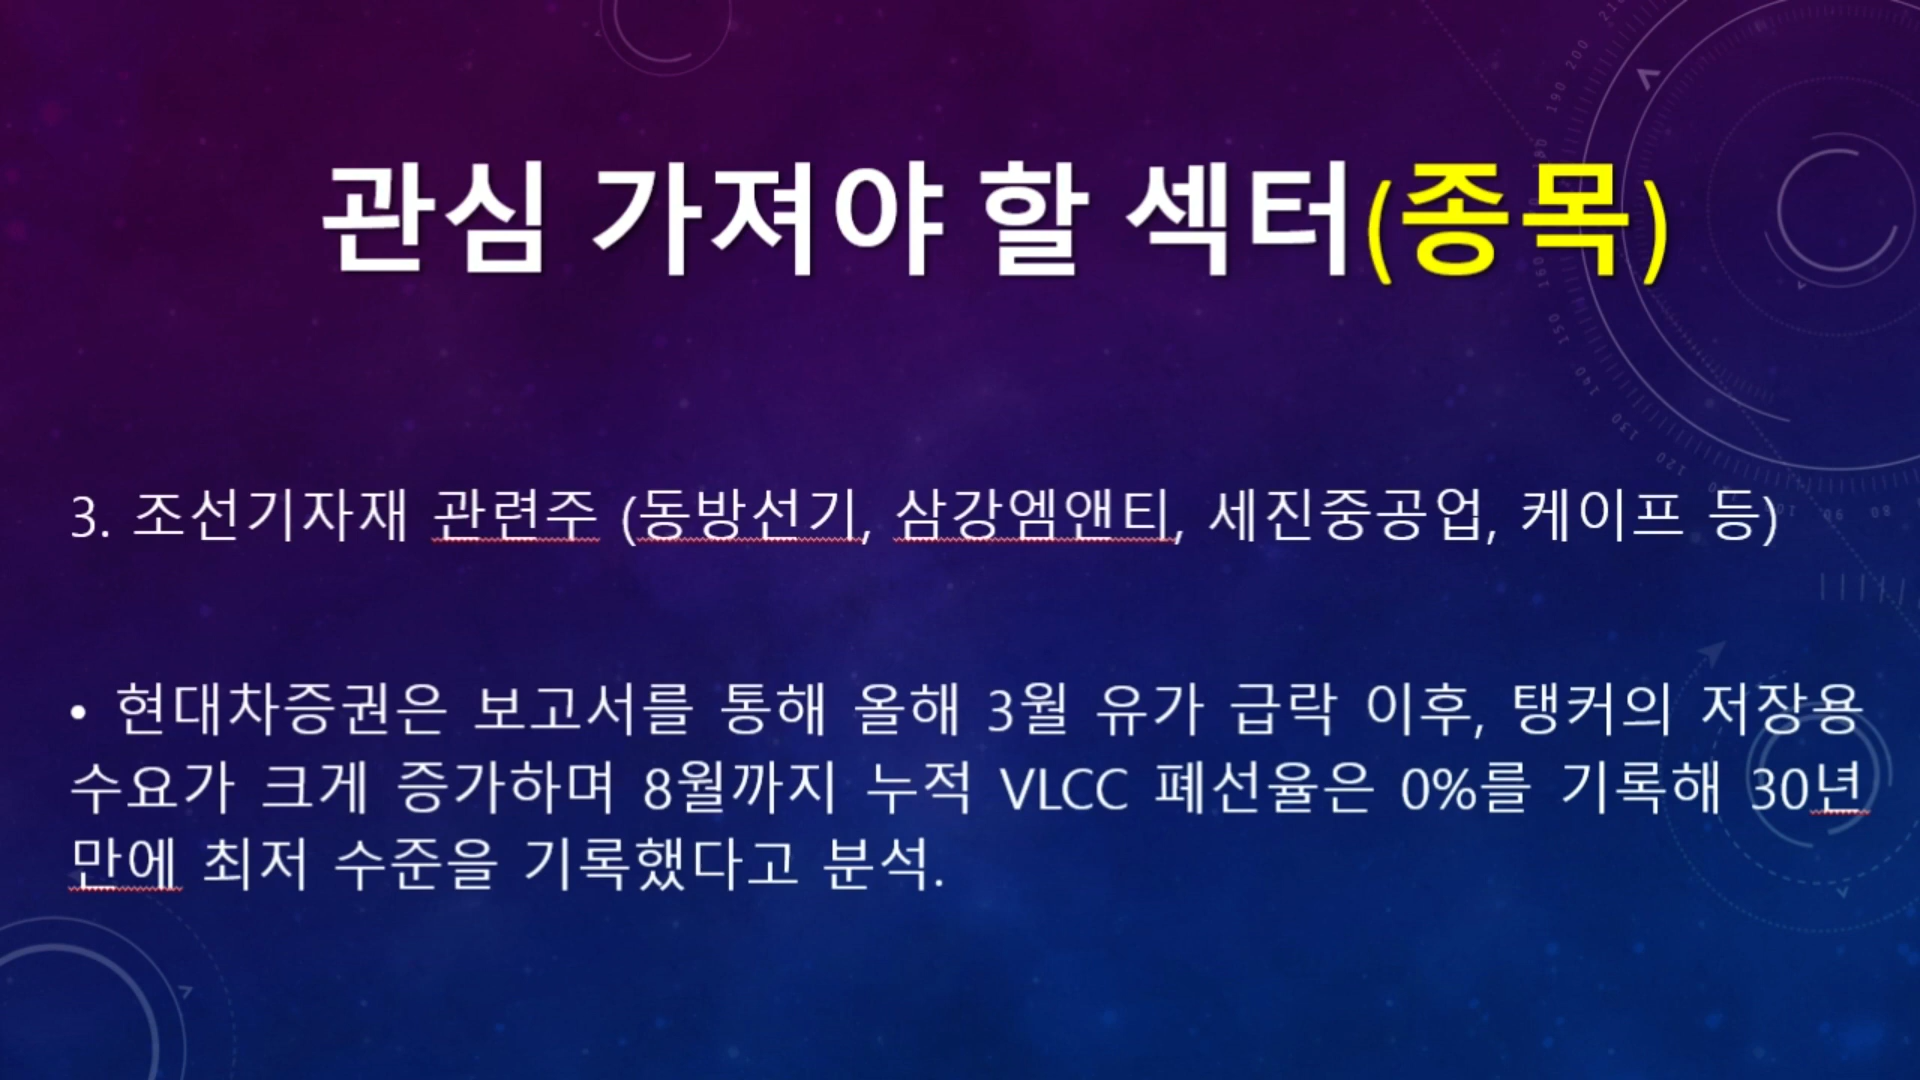 관심 가져야 할 섹터(종목)
3. 조선기자재 관련주 (동방선기, 삼강엠앤티, 세진중공업, 케이프 등)
• 현대차증권은 보고서를 통해 올해 3월 유가 급락 이후, 탱커의 저장용
수요가 크게 증가하며 8월까지 누적 VLCC 폐선율은 0%를 기록해 30년
만에 최저 수준을 기록했다고 분석.